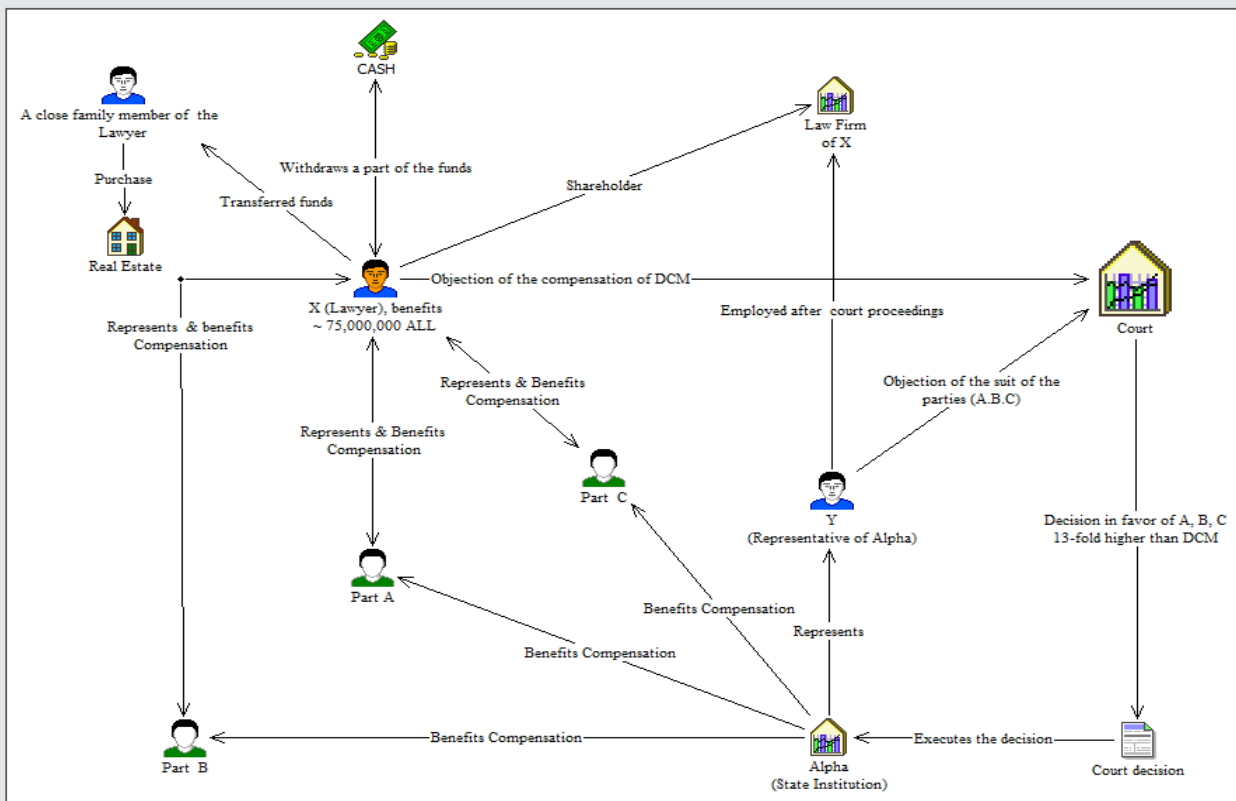 CASH
A close family member of the
Lawyer
Law Firm
of X
Withdraws a part of the funds
Purchase
Shareholder
Transferred funds
Real Estate
Objection of the compensation of DCM
X (Lawyer), benefits
~ 75,000,000 ALL
Employed after court proceedings
Court
Represents & benefits
Compensation
Represents & Benefits
Compensation
Objection of the suit of the
parties (A.B.C)
Represents & Benefits
Compensation
Part C
Y
(Representative of Alpha)
Decision in favor of A, B, C
13-fold higher than DCM
Part A
Benefits Compensation
Represents
Benefits Compensation
Benefits Compensation
Executes the decision
Part B
Alpha
(State Institution)
Court decision